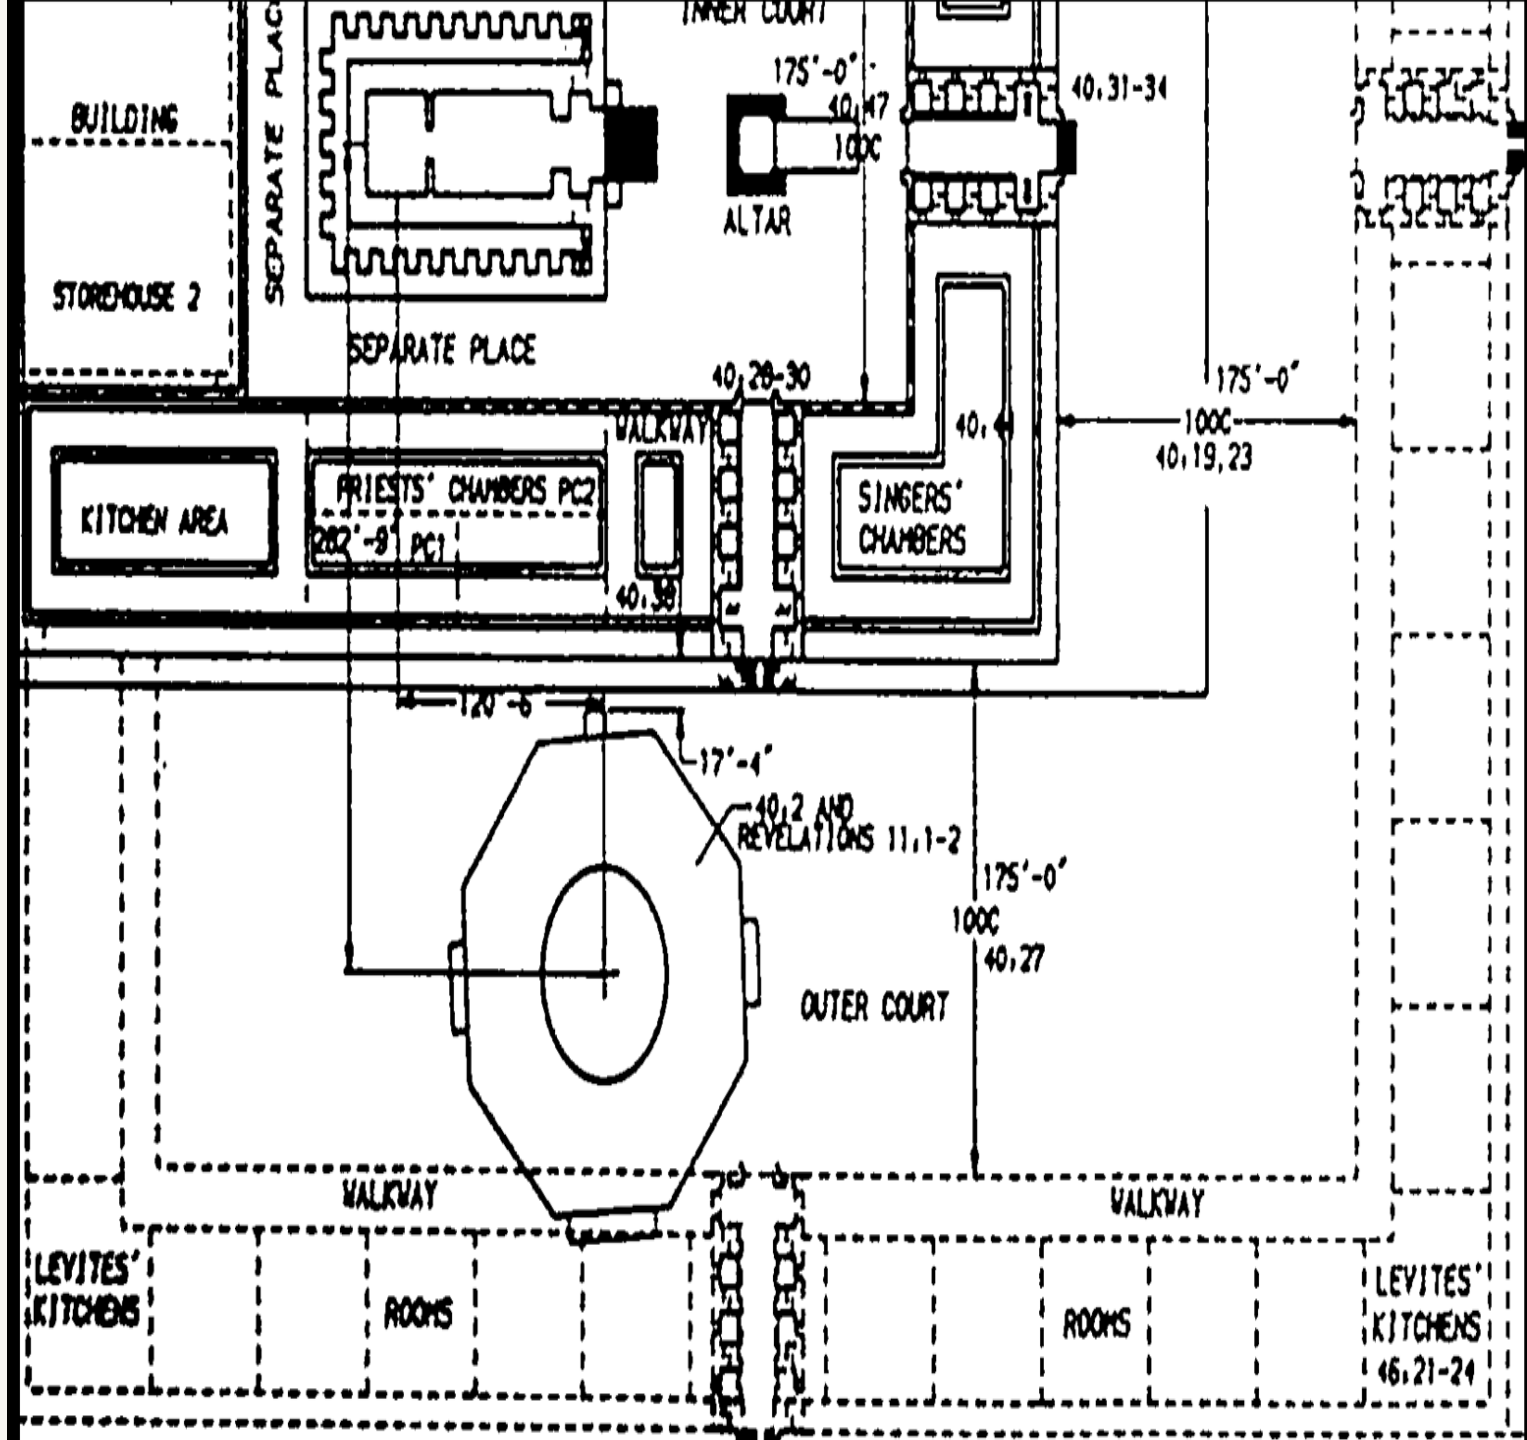 INNER COURT
SEPARATE PLAC
175'-0"
40:47
100C
40:31-34
BUILDING
STOREHOUSE 2
ALTAR
SEPARATE PLACE
40:28-30
175'-0"
100C
40:19,23
WALKWAY
40:
PRIESTS' CHAMBERS PC2
SINGERS'
CHAMBERS
KITCHEN AREA
PC1
40:38
120'-6
17'-4"
40:2 AND
REVELATIONS 11:1-2
175'-0"
100C
40:27
OUTER COURT
WALKWAY
WALKWAY
LEVITES'
KITCHENS
ROOMS
ROOMS
LEVITES'
KITCHENS
46:21-24